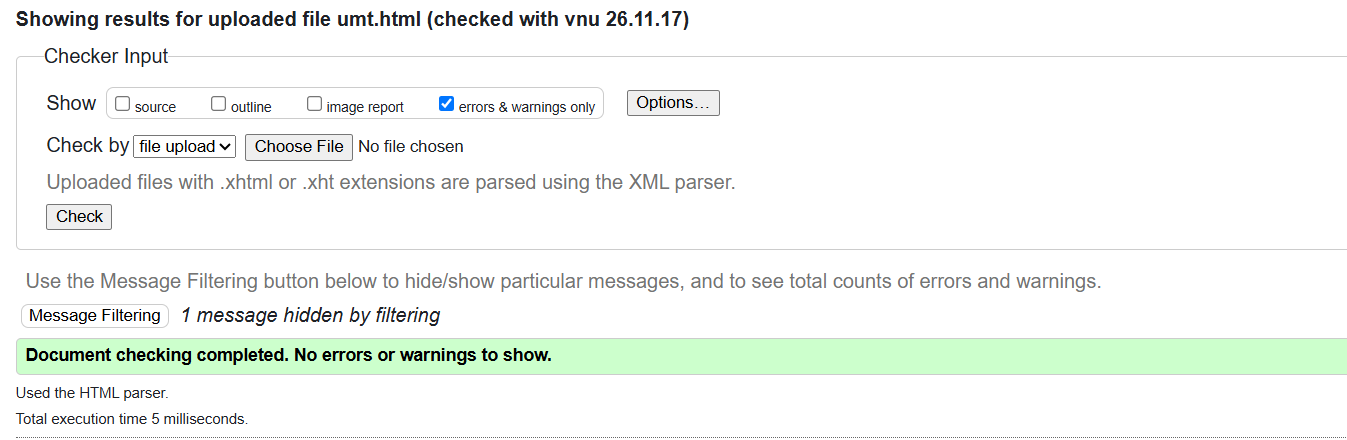 Showing results for uploaded file umt.html (checked with vnu 26.11.17)
Checker Input
Show source outline image report errors & warnings only Options…
Check by file upload Choose File No file chosen
Uploaded files with .xhtml or .xht extensions are parsed using the XML parser.
Check
Use the Message Filtering button below to hide/show particular messages, and to see total counts of errors and warnings.
Message Filtering 1 message hidden by filtering
Document checking completed. No errors or warnings to show.
Used the HTML parser.
Total execution time 5 milliseconds.